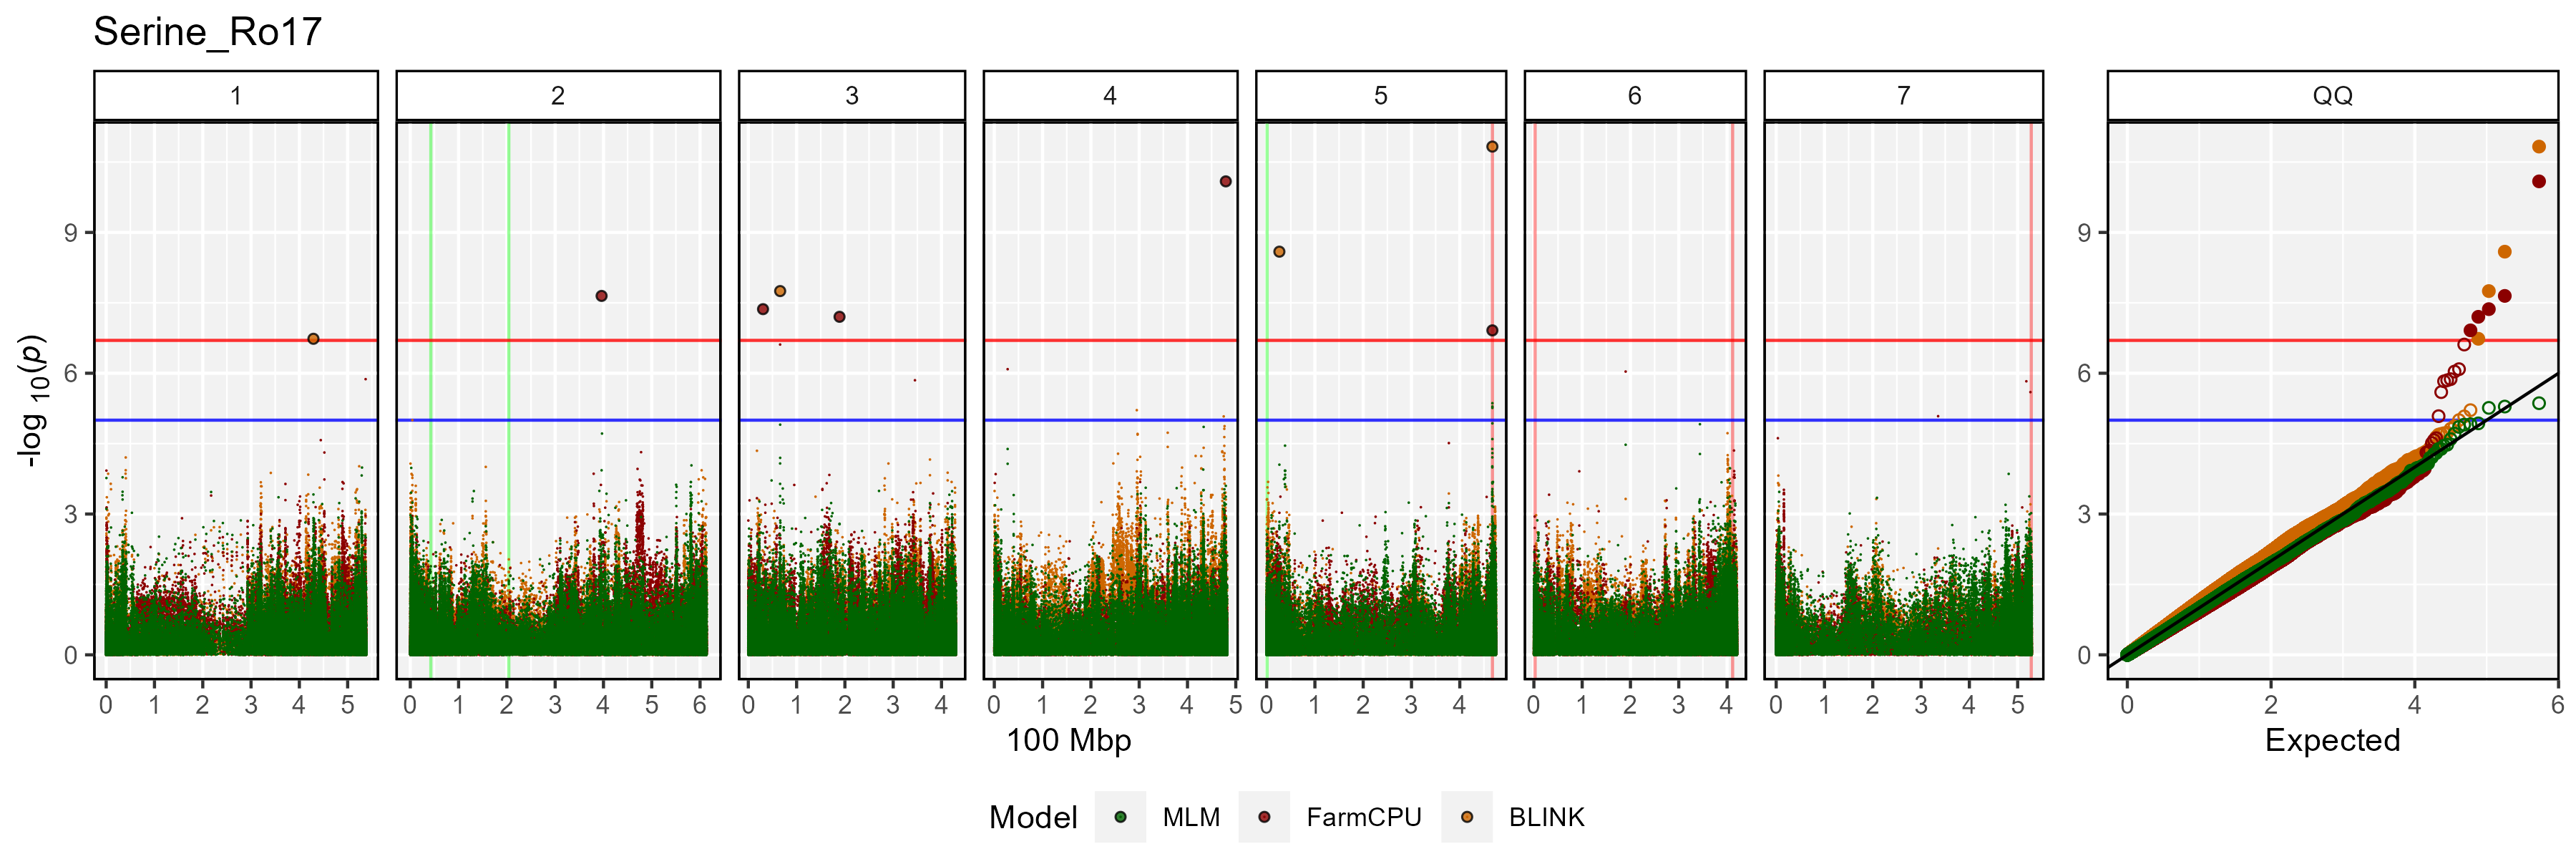 Serine_Ro17
1 2 3 4 5 6 7 QQ
-log 10(p)
9
6
3
0
9
6
3
0
0 1 2 3 4 5
0 1 2 3 4 5 6
0 1 2 3 4
0 1 2 3 4 5
0 1 2 3 4
0 1 2 3 4
0 1 2 3 4 5
0 2 4 6
100 Mbp
Expected
Model MLM FarmCPU BLINK